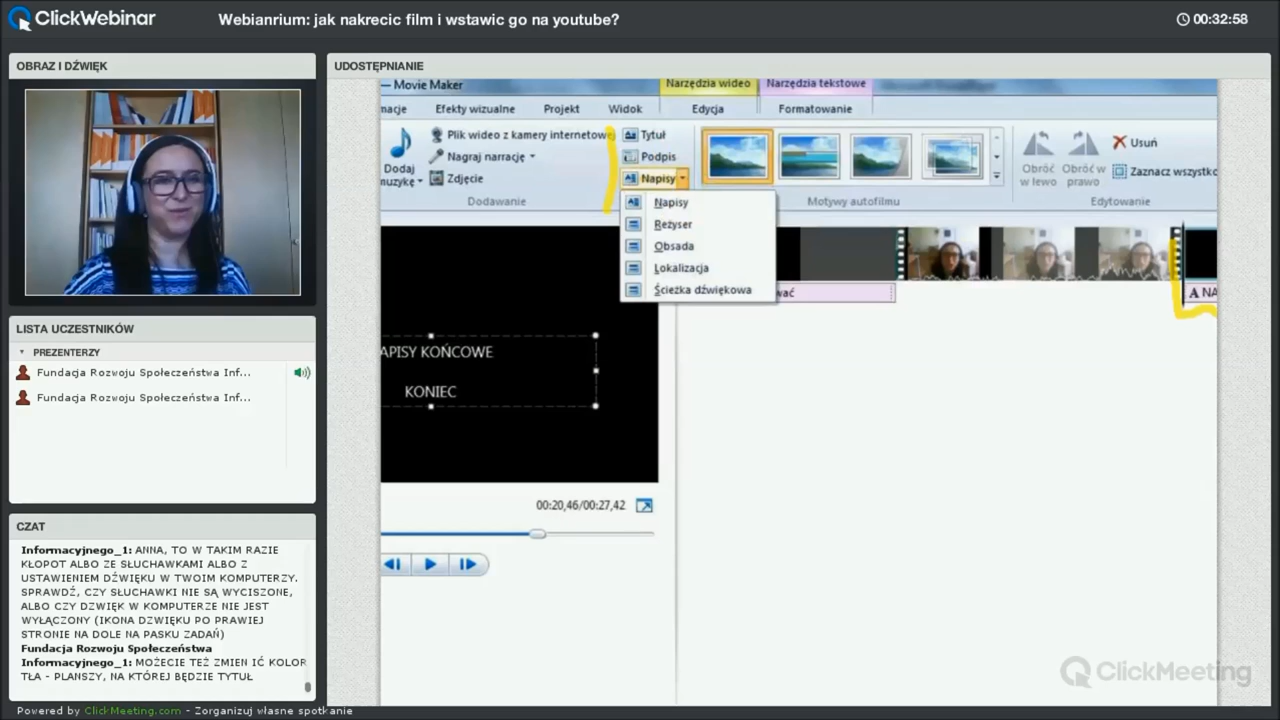 ClickWebinar
Webianrium: jak nakrecic film i wstawic go na youtube?
00:32:58
OBRAZ I DŹWIĘK
LISTA UCZESTNIKÓW
PREZENTERZY
Fundacja Rozwoju Społeczeństwa Inf...
Fundacja Rozwoju Społeczeństwa Inf...
CZAT
Informacyjnego_1: ANNA, TO W TAKIM RAZIE
KŁOPOT ALBO ZE SŁUCHAWKAMI ALBO Z
USTAWIENIEM DŹWIĘKU W TWOIM KOMPUTERZY.
SPRAWDŹ, CZY SŁUCHAWKI NIE SĄ WYCISZONE,
ALBO CZY DZWIĘK W KOMPUTERZE NIE JEST
WYŁĄCZONY (IKONA DZWIĘKU PO PRAWIEJ
STRONIE NA DOLE NA PASKU ZADAŃ)
Fundacja Rozwoju Społeczeństwa
Informacyjnego_1: MOŻECIE TEŻ ZMIEN IĆ KOLOR
TŁA - PLANSZY, NA KTÓREJ BĘDZIE TYTUŁ
UDOSTĘPNIANIE
— Movie Maker
Narzędzia wideo
Narzędzia tekstowe
macje
Efekty wizualne
Projekt
Widok
Edycja
Formatowanie
Dodaj
muzykę
Plik wideo z kamery internetowe
Nagraj narrację
Zdjęcie
Dodawanie
Tytuł
Podpis
Napisy
Motywy autofilmu
Obróć
w lewo
Obróć w
prawo
Usuń
Zaznacz wszystko
Edytowanie
Napisy
Reżyser
Obsada
Lokalizacja
Ścieżka dźwiękowa
wać
A NA
APISY KOŃCOWE
KONIEC
00:20,46/00:27,42
ClickMeeting
Powered by ClickMeeting.com - Zorganizuj własne spotkanie